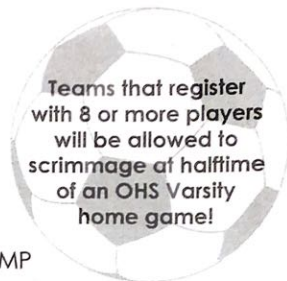 Teams that register
with 8 or more players
will be allowed to
scrimmage at halftime
of an OHS Varsity
home game!
MP